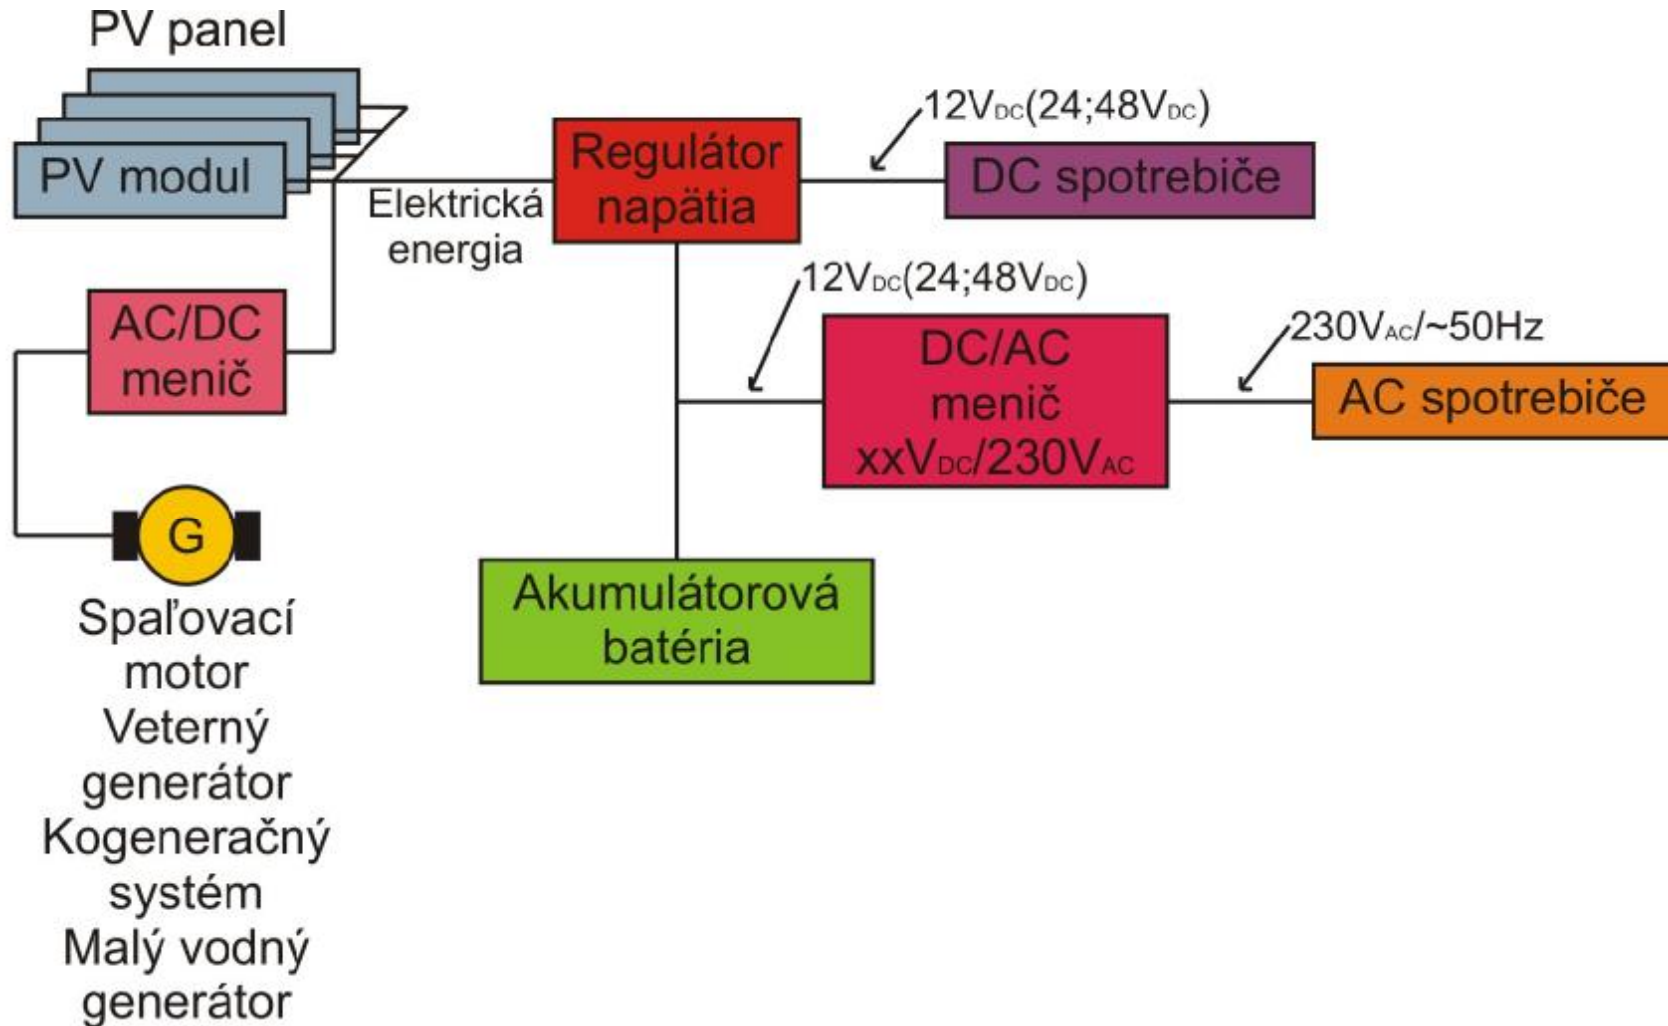 PV panel
PV modul
Elektrická
energia
Regulátor
napätia
12VDC(24;48VDC)
DC spotrebiče
AC/DC
menič
12VDC(24;48VDC)
DC/AC
menič
xxVDC/230VAC
230VAC/~50Hz
AC spotrebiče
G
Spaľovací
motor
Veterný
generátor
Kogeneračný
systém
Malý vodný
generátor
Akumulátorová
batéria